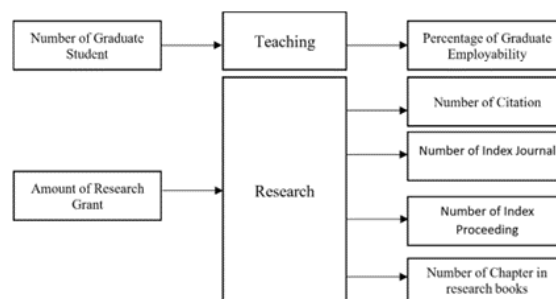 Number of Graduate
Student
Teaching
Percentage of Graduate
Employability
Number of Citation
Number of Index Journal
Amount of Research
Grant
Research
Number of Index
Proceeding
Number of Chapter in
research books